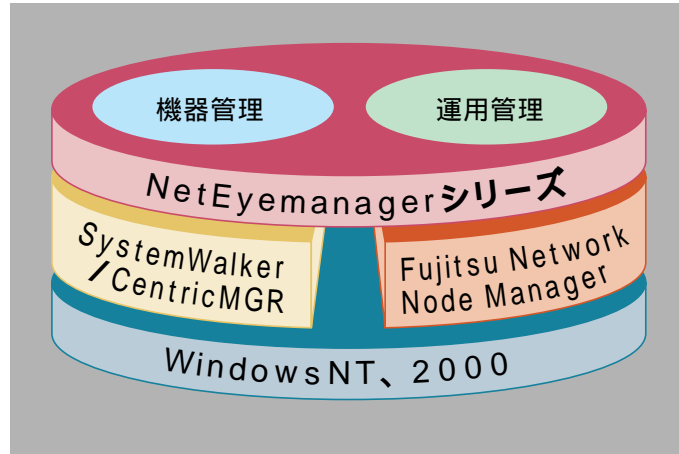 機器管理
運用管理
NetEyemanagerシリーズ
SystemWalker
／CentricMGR
Fujitsu Network
Node Manager
WindowsNT、2000